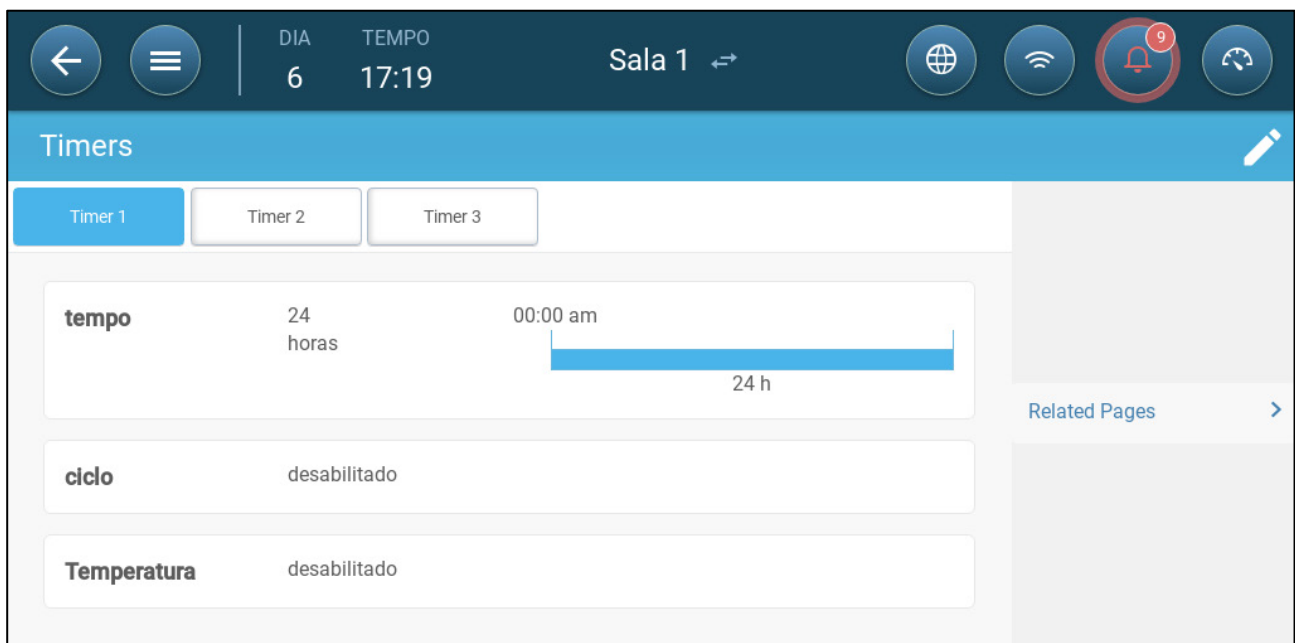 DIA TEMPO
6 17:19
Sala 1
9
Timers
Timer 1 Timer 2 Timer 3
tempo
24
horas
00:00 am
24 h
Related Pages
ciclo desabilitado
Temperatura desabilitado